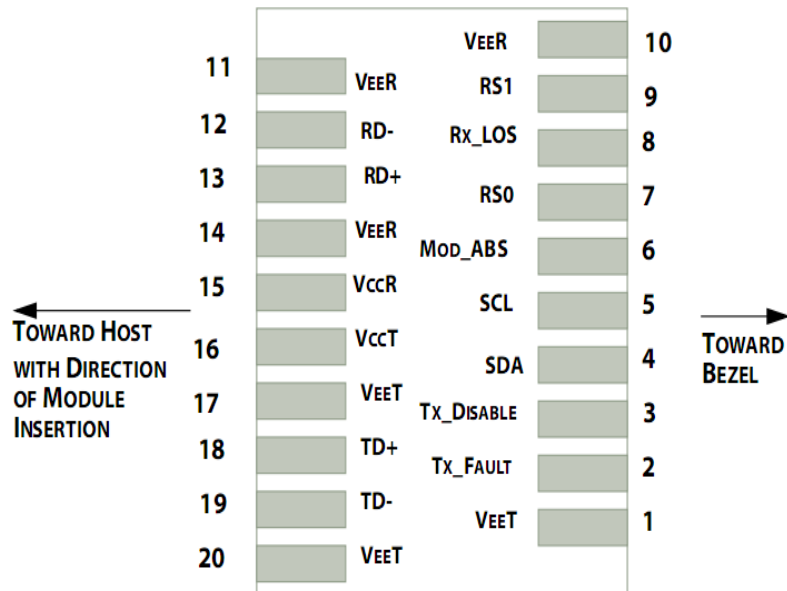 VEER 10
11 VEER
RS1 9
12 RD-
RX_LOS 8
13 RD+
RS0 7
14 VEER
MOD_ABS 6
15 VCCR
SCL 5
TOWARD HOST
WITH DIRECTION
OF MODULE
INSERTION
TOWARD
BEZEL
16 VCCT
SDA 4
17 VEET
TX_DISABLE 3
18 TD+
TX_FAULT 2
19 TD-
VEET 1
20 VEET